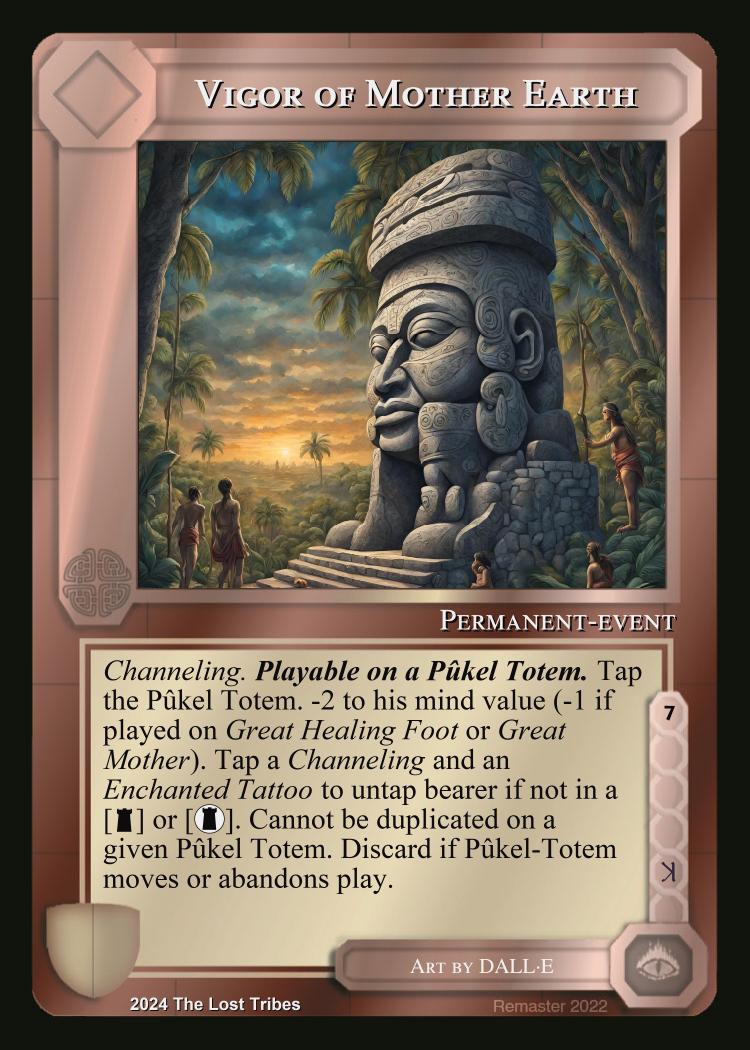 Vigor of Mother Earth
Permanent-event
Channeling. Playable on a Pûkel Totem. Tap
the Pûkel Totem. -2 to his mind value (-1 if
played on Great Healing Foot or Great
Mother). Tap a Channeling and an
Enchanted Tattoo to untap bearer if not in a
[] or []. Cannot be duplicated on a
given Pûkel Totem. Discard if Pûkel-Totem
moves or abandons play.
7
Art by DALL·E
2024 The Lost Tribes
Remaster 2022